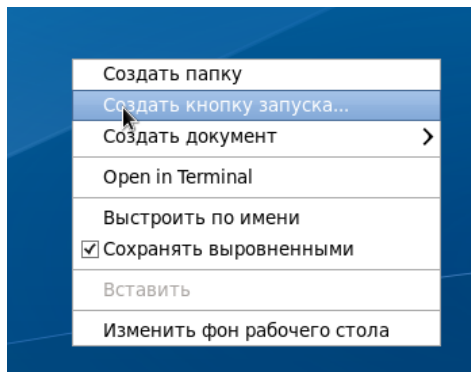 Создать папку
Создать кнопку запуска...
Создать документ
Open in Terminal
Выстроить по имени
Сохранять выровненными
Вставить
Изменить фон рабочего стола